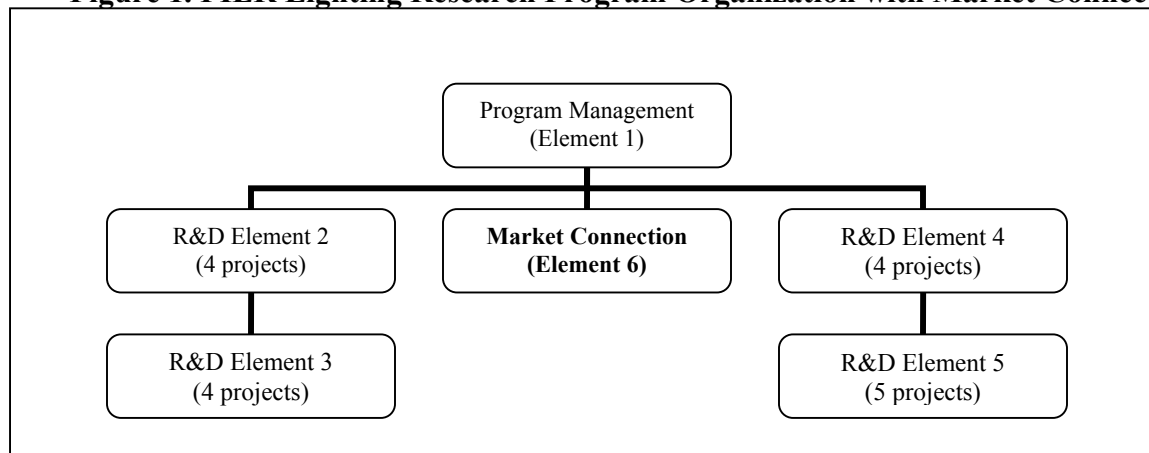 Figure 1. PIER Lighting Research Program Organization with Market Connec
Program Management
(Element 1)
R&D Element 2
(4 projects)
Market Connection
(Element 6)
R&D Element 4
(4 projects)
R&D Element 3
(4 projects)
R&D Element 5
(5 projects)